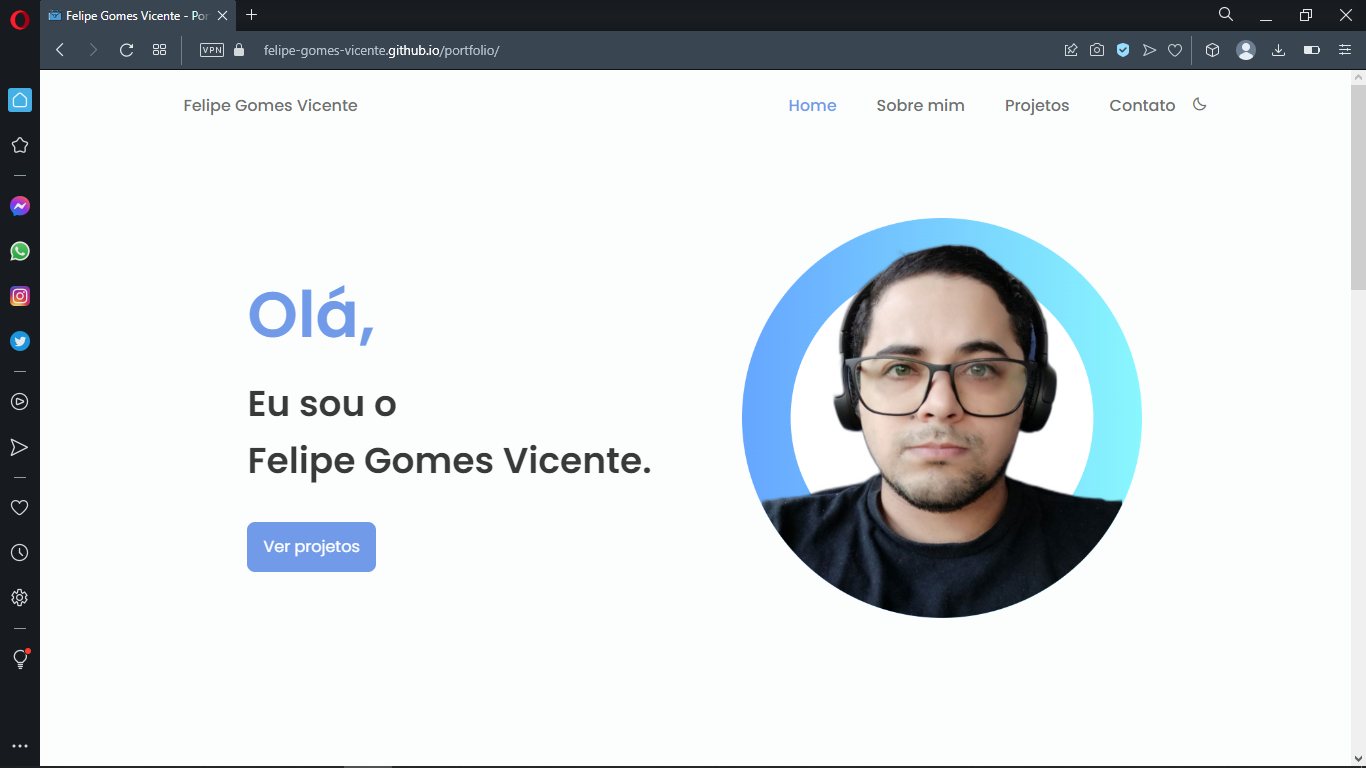 Felipe Gomes Vicente - Por
VPN
felipe-gomes-vicente.github.io/portfolio/
Felipe Gomes Vicente
Home
Sobre mim
Projetos
Contato
Olá,
Eu sou o
Felipe Gomes Vicente.
Ver projetos